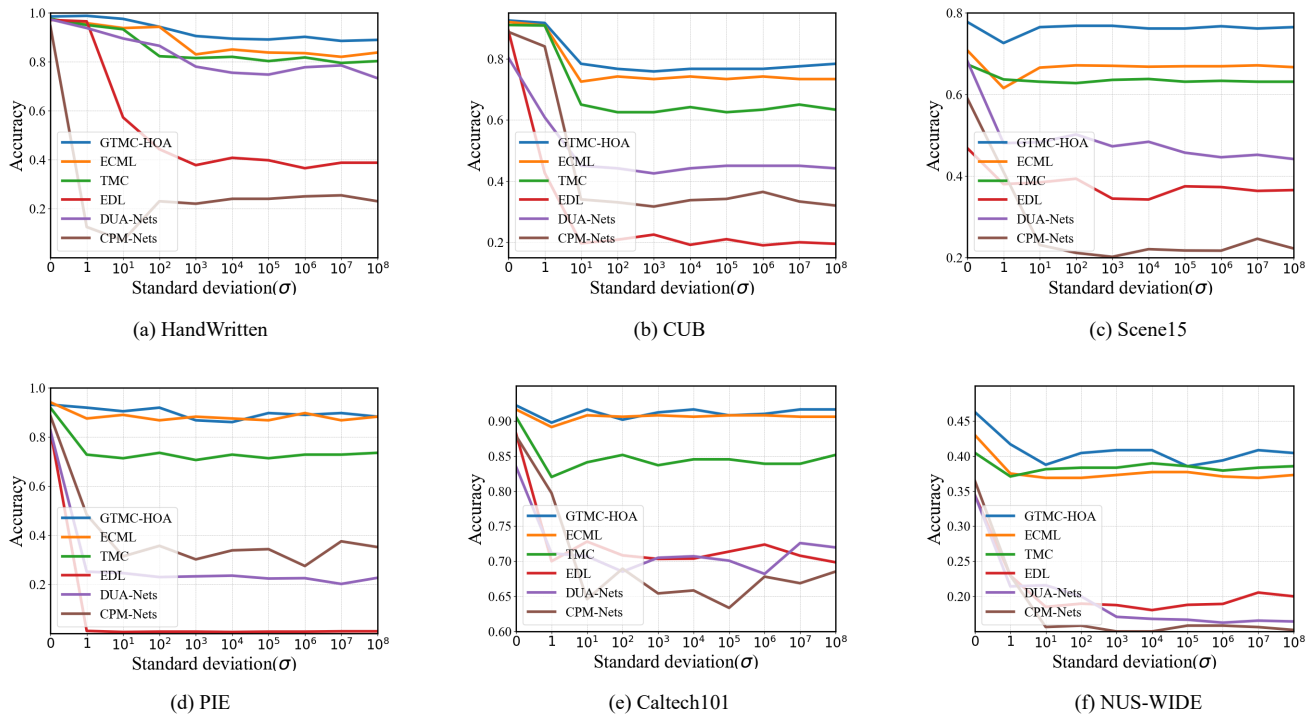 1.0
0.8
0.6
0.4
0.2
Accuracy
GTMC-HOA
ECML
TMC
EDL
DUA-Nets
CPM-Nets
0 1 10¹ 10² 10³ 10⁴ 10⁵ 10⁶ 10⁷ 10⁸
Standard deviation(σ)
(a) HandWritten
0.8
0.6
0.4
0.2
Accuracy
GTMC-HOA
ECML
TMC
EDL
DUA-Nets
CPM-Nets
0 1 10¹ 10² 10³ 10⁴ 10⁵ 10⁶ 10⁷ 10⁸
Standard deviation(σ)
(b) CUB
0.8
0.6
0.4
0.2
Accuracy
GTMC-HOA
ECML
TMC
EDL
DUA-Nets
CPM-Nets
0 1 10¹ 10² 10³ 10⁴ 10⁵ 10⁶ 10⁷ 10⁸
Standard deviation(σ)
(c) Scene15
1.0
0.8
0.6
0.4
0.2
Accuracy
GTMC-HOA
ECML
TMC
EDL
DUA-Nets
CPM-Nets
0 1 10¹ 10² 10³ 10⁴ 10⁵ 10⁶ 10⁷ 10⁸
Standard deviation(σ)
(d) PIE
0.90
0.85
0.80
0.75
0.70
0.65
0.60
Accuracy
GTMC-HOA
ECML
TMC
EDL
DUA-Nets
CPM-Nets
0 1 10¹ 10² 10³ 10⁴ 10⁵ 10⁶ 10⁷ 10⁸
Standard deviation(σ)
(e) Caltech101
0.45
0.40
0.35
0.30
0.25
0.20
Accuracy
GTMC-HOA
ECML
TMC
EDL
DUA-Nets
CPM-Nets
0 1 10¹ 10² 10³ 10⁴ 10⁵ 10⁶ 10⁷ 10⁸
Standard deviation(σ)
(f) NUS-WIDE